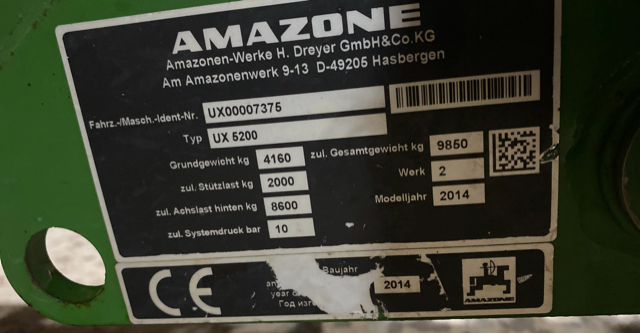 AMAZONE
Amazonen-Werke H. Dreyer GmbH&Co.KG
Am Amazonenwerk 9-13 D-49205 Hasbergen
Fahrz.-/Masch.-Ident-Nr. UX00007375
Typ UX 5200
Grundgewicht kg 4160 zul. Gesamtgewicht kg 9850
zul. Stützlast kg 2000 Werk 2
zul. Achslast hinten kg 8600 Modelljahr 2014
zul. Systemdruck bar 10
CE Baujahr 2014
year
Год
AMAZONE